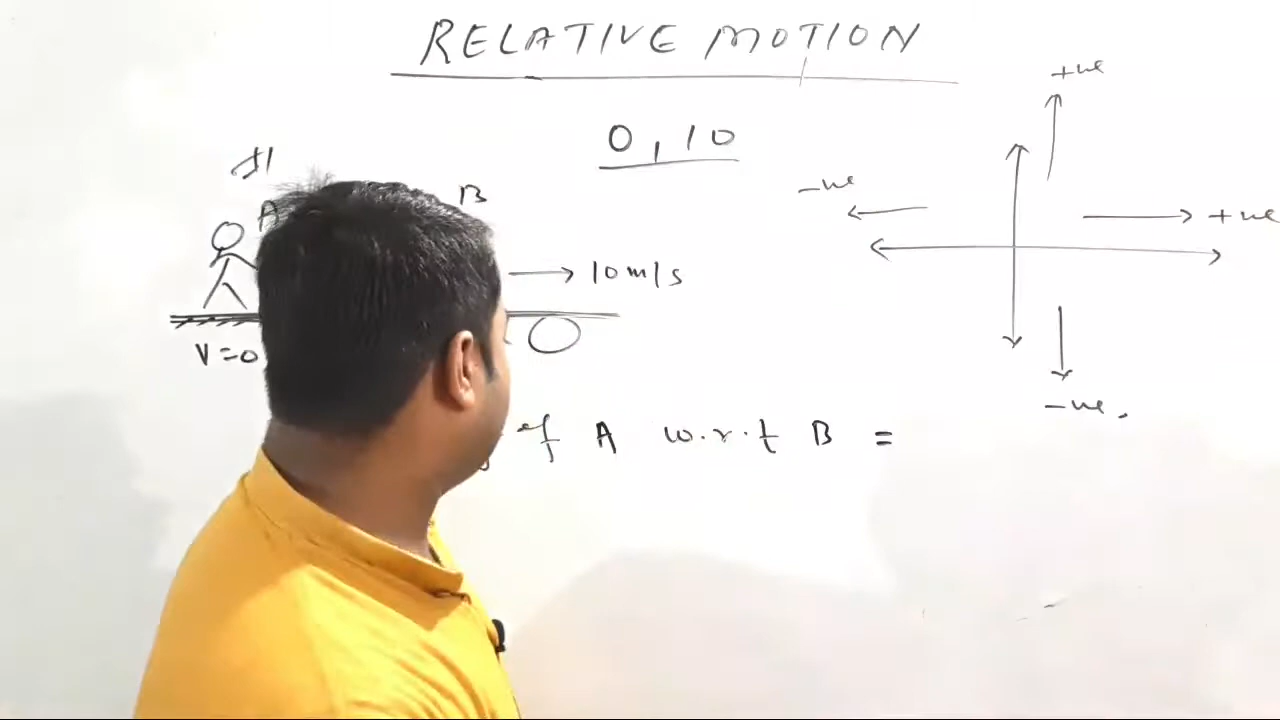 RELATIVE MOTION
0, 10
+ve
A
B
-ve
+ve
10 m/s
V = 0
-ve.
of A w.r.t B =